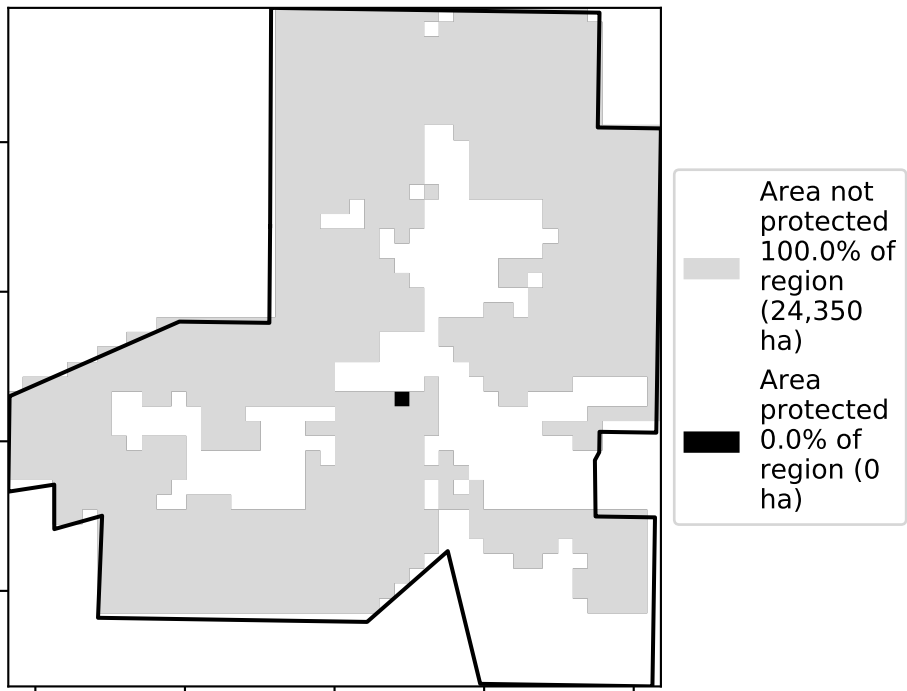 Area not
protected
100.0% of
region
(24,350
ha)
Area
protected
0.0% of
region (0
ha)